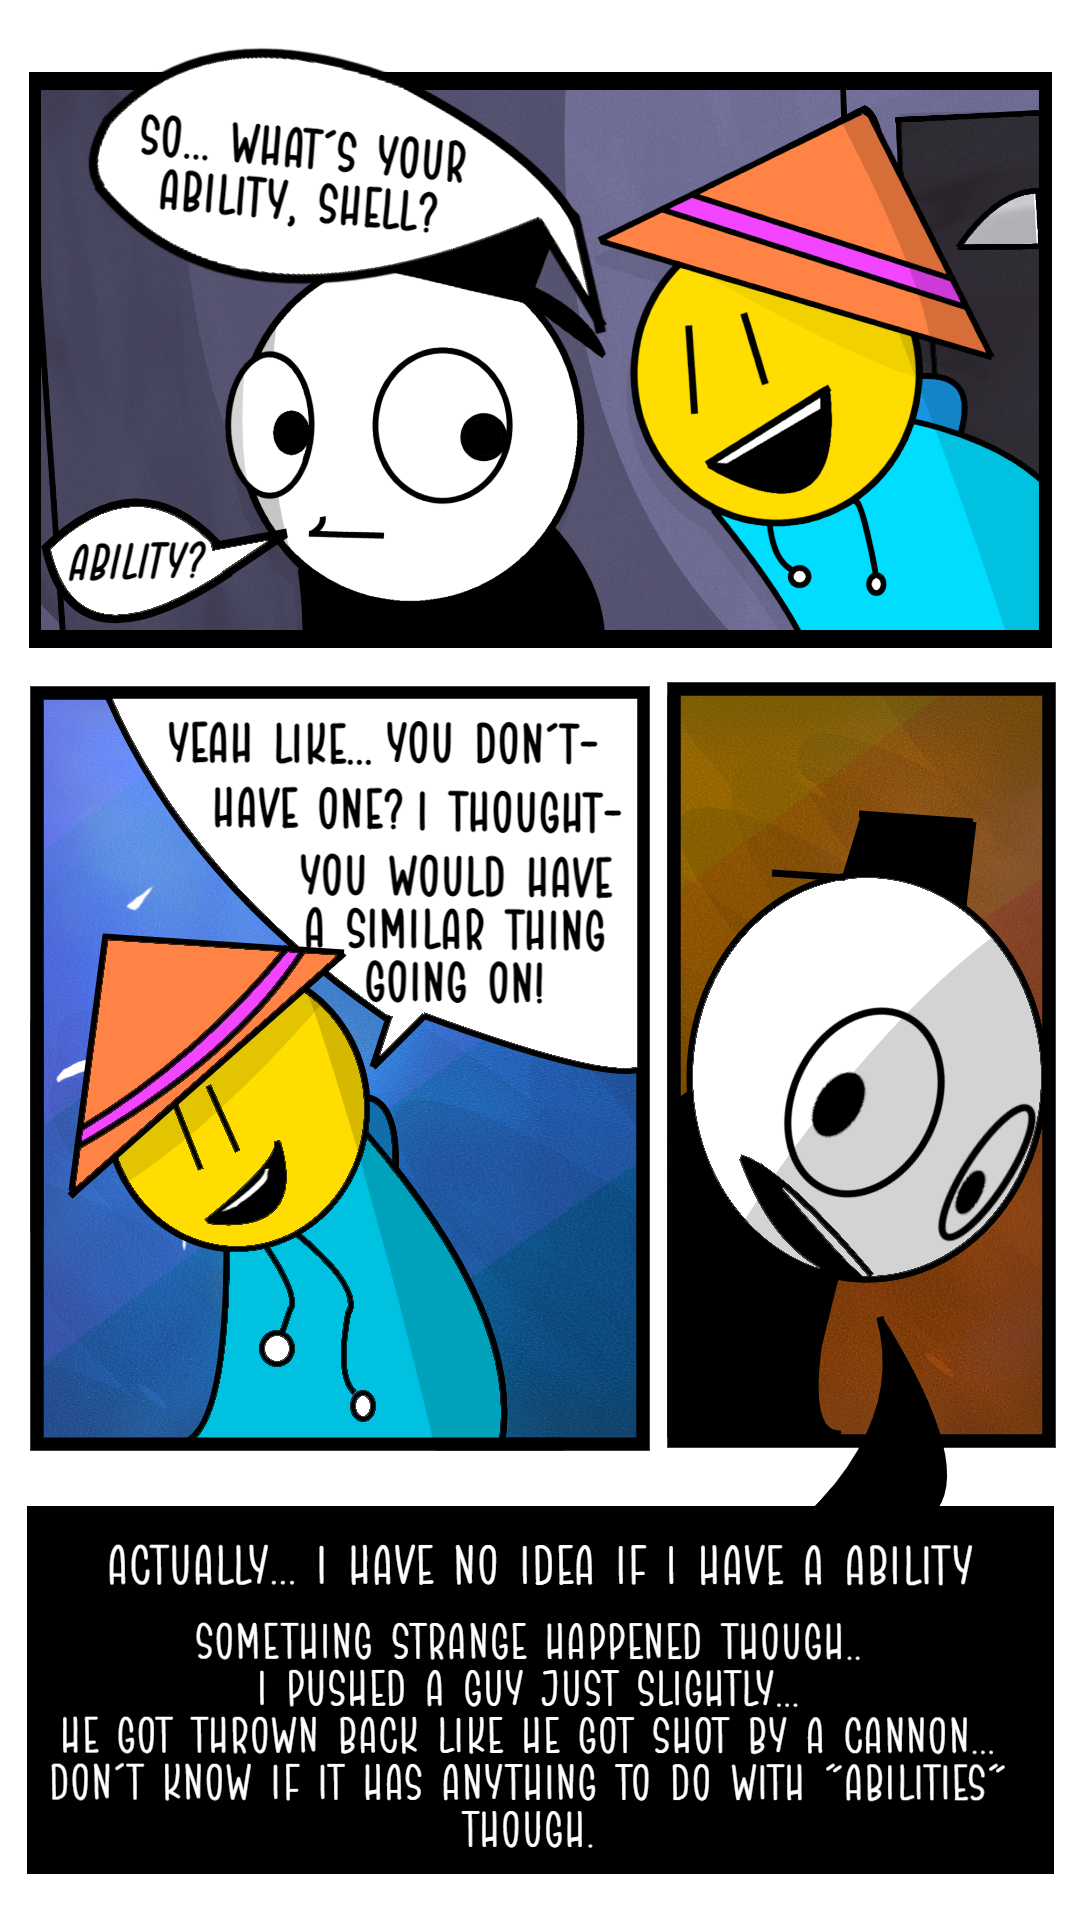 SO... WHAT'S YOUR
ABILITY, SHELL?
ABILITY?
YEAH LIKE... YOU DON'T-
HAVE ONE? I THOUGHT-
YOU WOULD HAVE
A SIMILAR THING
GOING ON!
ACTUALLY... I HAVE NO IDEA IF I HAVE A ABILITY
SOMETHING STRANGE HAPPENED THOUGH..
I PUSHED A GUY JUST SLIGHTLY...
HE GOT THROWN BACK LIKE HE GOT SHOT BY A CANNON...
DON'T KNOW IF IT HAS ANYTHING TO DO WITH "ABILITIES"
THOUGH.